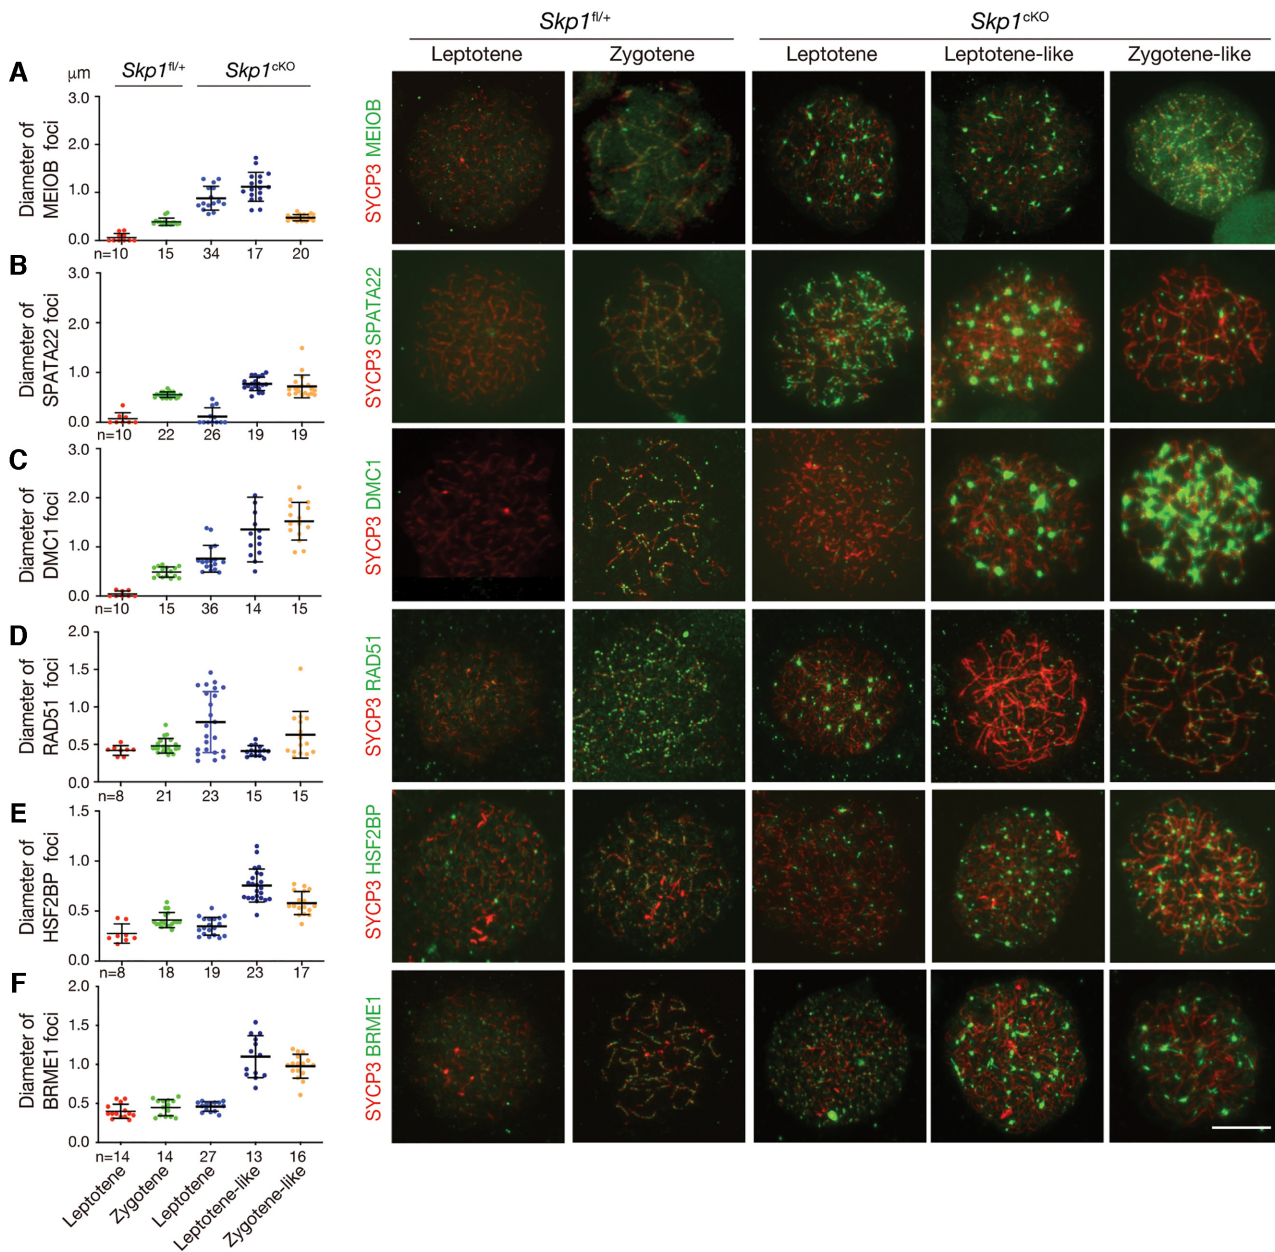 Skp1fl/+ Skp1cKO
Leptotene Zygotene Leptotene Leptotene-like Zygotene-like
A
μm Skp1fl/+ Skp1cKO
Diameter of
MEIOB foci
3.0
2.0
1.0
0.0
n=10 15 34 17 20
SYCP3 MEIOB
B
Diameter of
SPATA22 foci
3.0
2.0
1.0
0.0
n=10 22 26 19 19
SYCP3 SPATA22
C
Diameter of
DMC1 foci
3.0
2.0
1.0
0.0
n=10 15 36 14 15
SYCP3 DMC1
D
Diameter of
RAD51 foci
2.0
1.0
0.5
0.0
n=8 21 23 15 15
SYCP3 RAD51
E
Diameter of
HSF2BP foci
1.5
1.0
0.5
0.0
n=8 18 19 23 17
SYCP3 HSF2BP
F
Diameter of
BRME1 foci
2.0
1.5
1.0
0.5
0.0
n=14 14 27 13 16
SYCP3 BRME1
Leptotene
Zygotene
Leptotene
Leptotene-like
Zygotene-like